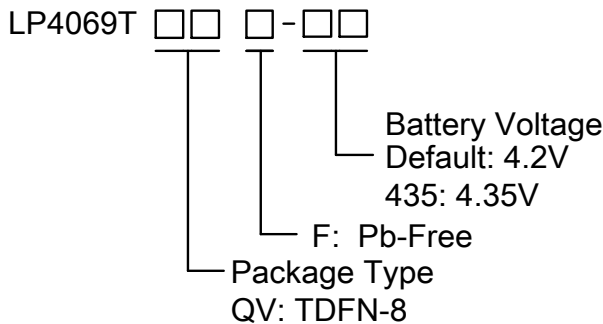 LP4069T □□ □-□□
Battery Voltage
Default: 4.2V
435: 4.35V
F: Pb-Free
Package Type
QV: TDFN-8